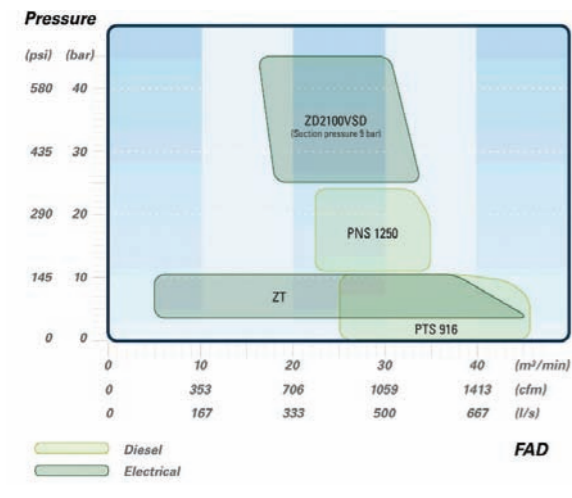 Pressure
(psi) (bar)
580 40
ZD2100VSD
(Suction pressure 9 bar)
435 30
290 20
PNS 1250
145 10
ZT
PTS 916
0 0
0 10 20 30 40 (m³/min)
0 353 706 1059 1413 (cfm)
0 167 333 500 667 (l/s)
Diesel
FAD
Electrical